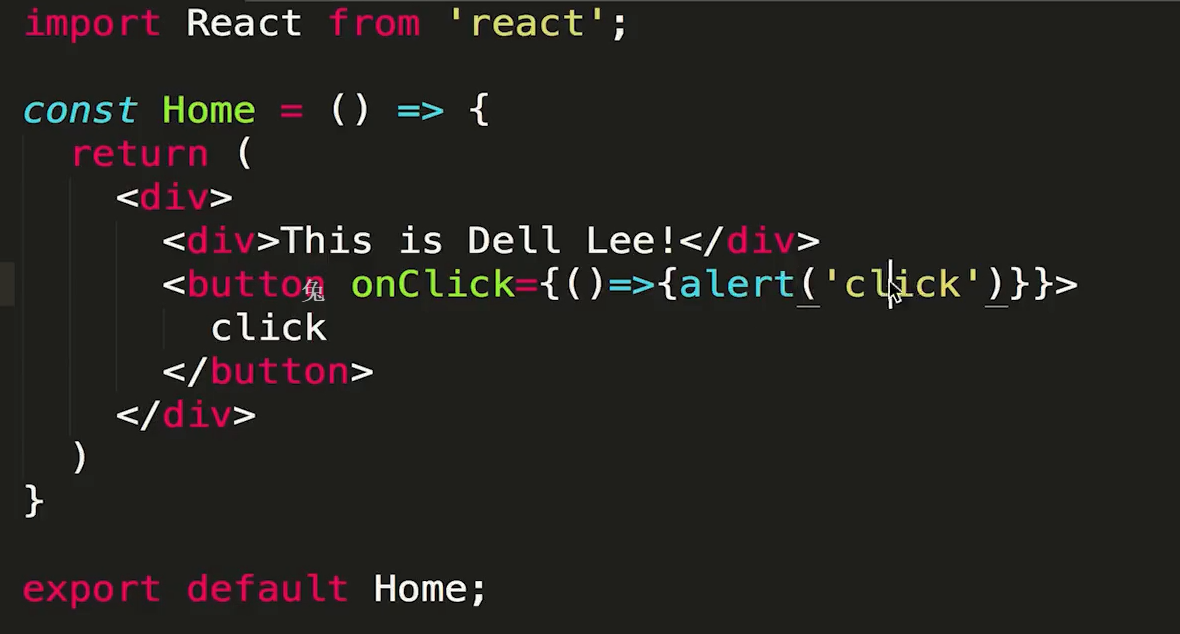 import React from 'react';
const Home = () => {
return (
<div>
<div>This is Dell Lee!</div>
<button onClick={()=>{alert('click')}}>
兔
click
</button>
</div>
)
}
export default Home;